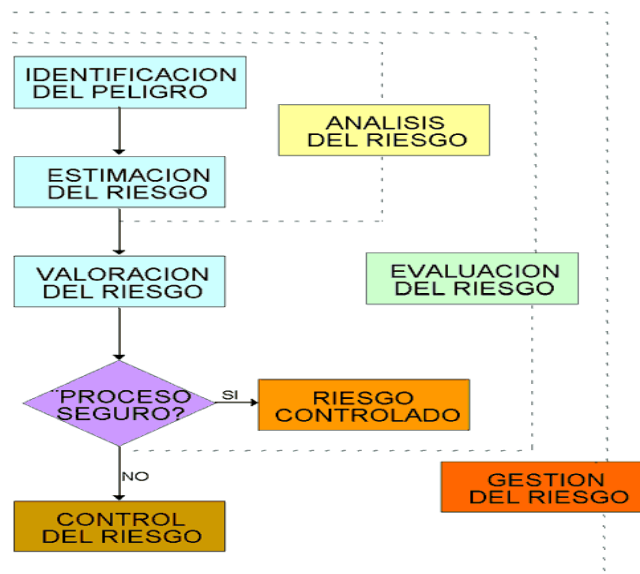 IDENTIFICACION
DEL PELIGRO
ANALISIS
DEL RIESGO
ESTIMACION
DEL RIESGO
VALORACION
DEL RIESGO
EVALUACION
DEL RIESGO
¨PROCESO
SEGURO?
SI
RIESGO
CONTROLADO
NO
GESTION
DEL RIESGO
CONTROL
DEL RIESGO